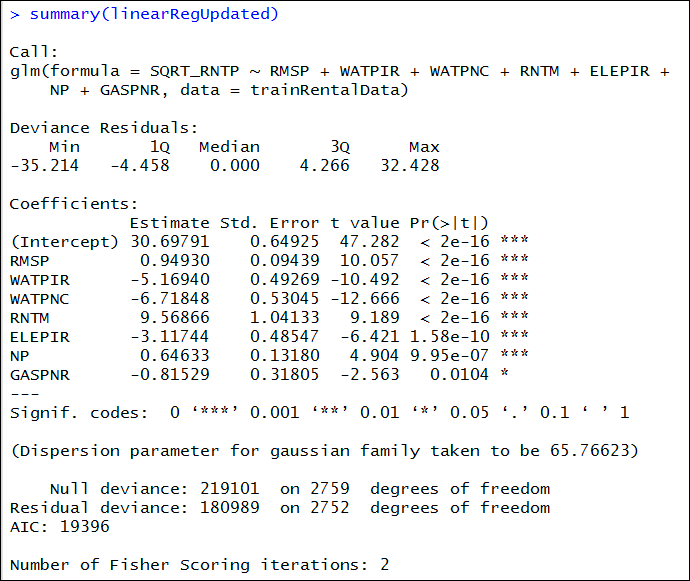 > summary(linearRegUpdated)
Call:
glm(formula = SQRT_RNTP ~ RMSP + WATPIR + WATPNC + RNTM + ELEPIR +
    NP + GASPNR, data = trainRentalData)
Deviance Residuals:
    Min       1Q   Median       3Q      Max
-35.214   -4.458    0.000    4.266   32.428
Coefficients:
            Estimate Std. Error t value Pr(>|t|)
(Intercept) 30.69791    0.64925  47.282  < 2e-16 ***
RMSP         0.94930    0.09439  10.057  < 2e-16 ***
WATPIR      -5.16940    0.49269 -10.492  < 2e-16 ***
WATPNC      -6.71848    0.53045 -12.666  < 2e-16 ***
RNTM         9.56866    1.04133   9.189  < 2e-16 ***
ELEPIR      -3.11744    0.48547  -6.421 1.58e-10 ***
NP           0.64633    0.13180   4.904 9.95e-07 ***
GASPNR      -0.81529    0.31805  -2.563   0.0104 *
---
Signif. codes:  0 ‘***’ 0.001 ‘**’ 0.01 ‘*’ 0.05 ‘.’ 0.1 ‘ ’ 1
(Dispersion parameter for gaussian family taken to be 65.76623)
    Null deviance: 219101  on 2759  degrees of freedom
Residual deviance: 180989  on 2752  degrees of freedom
AIC: 19396
Number of Fisher Scoring iterations: 2